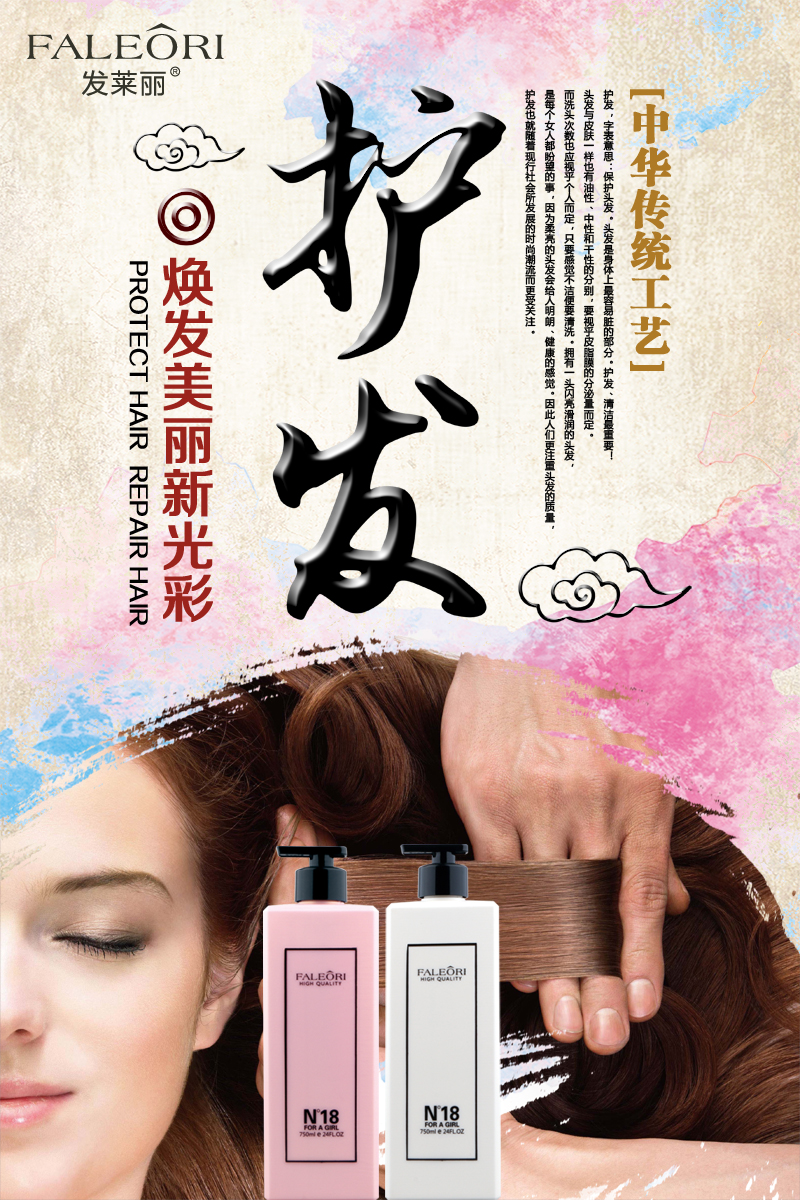 FALEÔRI
发莱丽®
[中华传统工艺]
护发，字表意思：保护头发。头发是身体上最容易脏的部分。护发、清洁最重要！
头发与皮肤一样也有油性、中性和干性的分别，要视乎皮脂膜的分泌量而定。
而洗头次数也应视乎个人而定，只要感觉不洁便要清洗。拥有一头闪亮滑润的头发，
是每个女人都盼望的事，因为柔亮的头发会给人明朗、健康的感觉。因此人们更注重头发的质量，
护发也就随着现行社会所发展的时尚潮流而更受关注。
护发
焕发美丽新光彩
PROTECT HAIR REPAIR HAIR
FALEÔRI
HIGH QUALITY
N°18
FOR A GIRL
750ml e 24FL.OZ
FALEÔRI
HIGH QUALITY
N°18
FOR A GIRL
750ml e 24FL.OZ